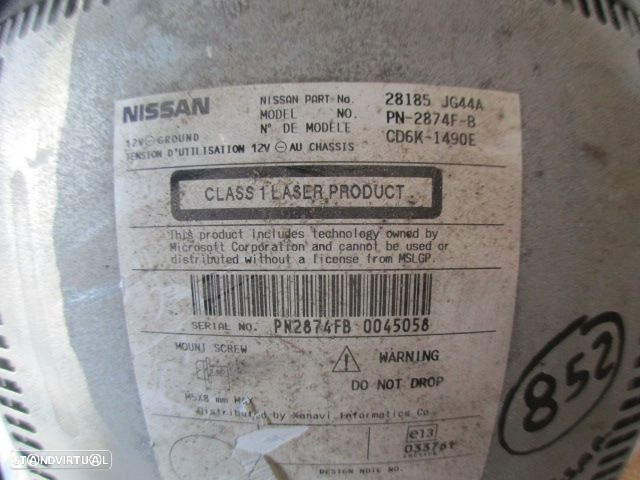 NISSAN
NISSAN PART No. 28185 JG44A
MODEL NO. PN-2874F-B
N° DE MODÈLE CD6K-1490E
12V ⊖ GROUND
TENSION D'UTILISATION 12V ⊖ AU CHASSIS
CLASS 1 LASER PRODUCT
This product includes technology owned by
Microsoft Corporation and cannot be used or
distributed without a license from MSLGP.
SERIAL NO. PN2874FB 0045058
MOUNT SCREW
M5X8 mm MAX
WARNING
DO NOT DROP
Distributed by Xanavi Informatics Co
e13
DESIGN NOTE NO.
852
STANDVIRTUAL